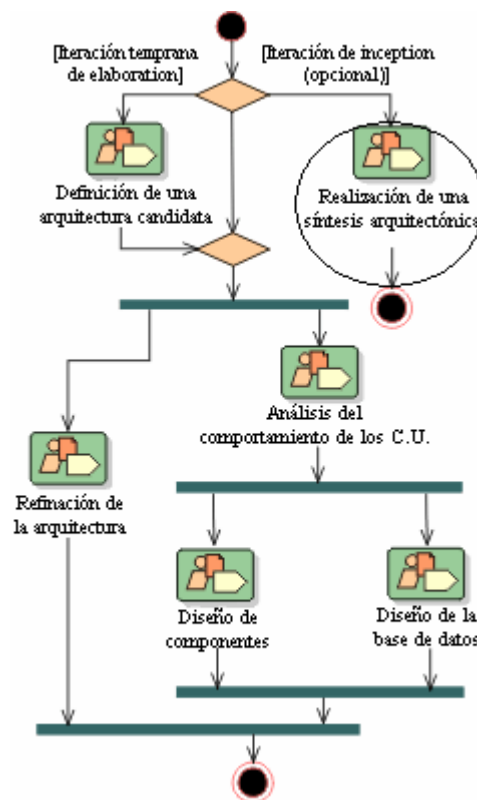 [Iteración temprana
de elaboration]
[Iteración de inception
(opcional)]
Definición de una
arquitectura candidata
Realización de una
síntesis arquitectónica
Análisis del
comportamiento de los C.U.
Refinación de
la arquitectura
Diseño de
componentes
Diseño de la
base de datos